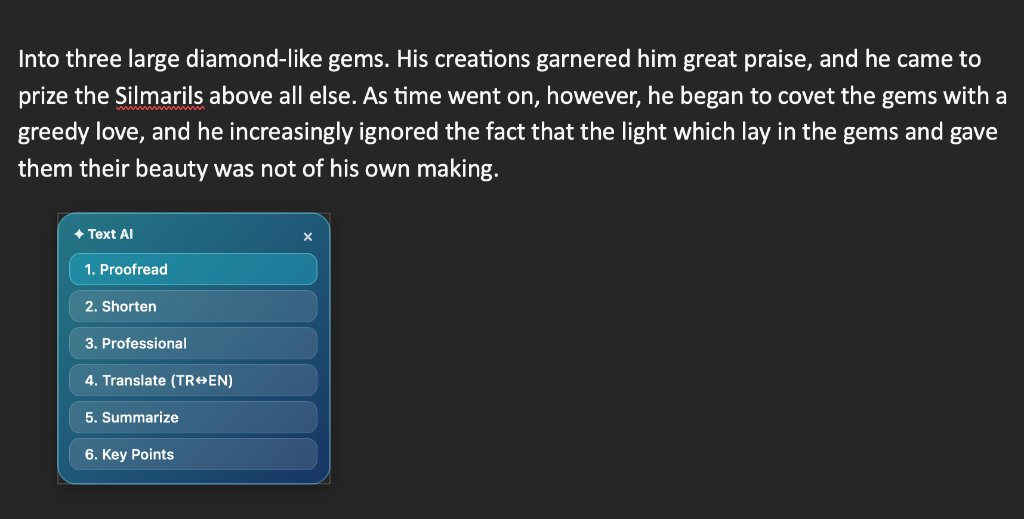 Into three large diamond-like gems. His creations garnered him great praise, and he came to
prize the Silmarils above all else. As time went on, however, he began to covet the gems with a
greedy love, and he increasingly ignored the fact that the light which lay in the gems and gave
them their beauty was not of his own making.
✦ Text AI ×
1. Proofread
2. Shorten
3. Professional
4. Translate (TR↔EN)
5. Summarize
6. Key Points